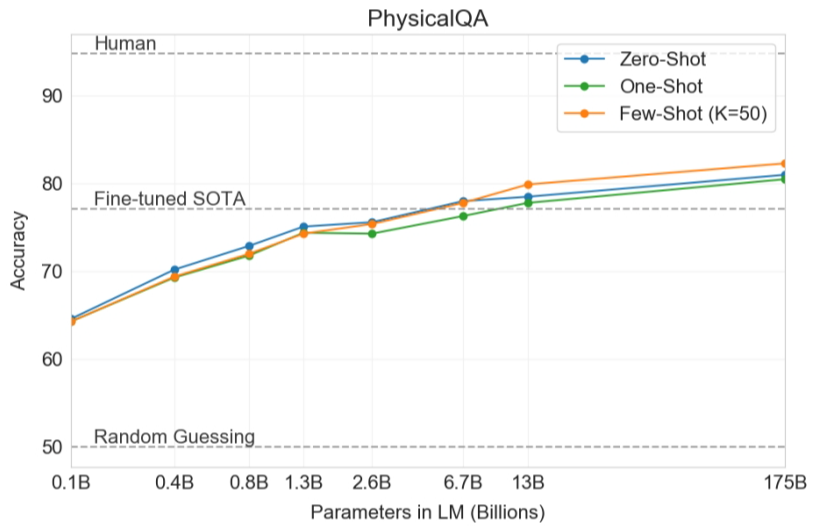 PhysicalQA
Human
Zero-Shot
One-Shot
Few-Shot (K=50)
90
80
Fine-tuned SOTA
Accuracy
70
60
Random Guessing
50
0.1B 0.4B 0.8B 1.3B 2.6B 6.7B 13B 175B
Parameters in LM (Billions)